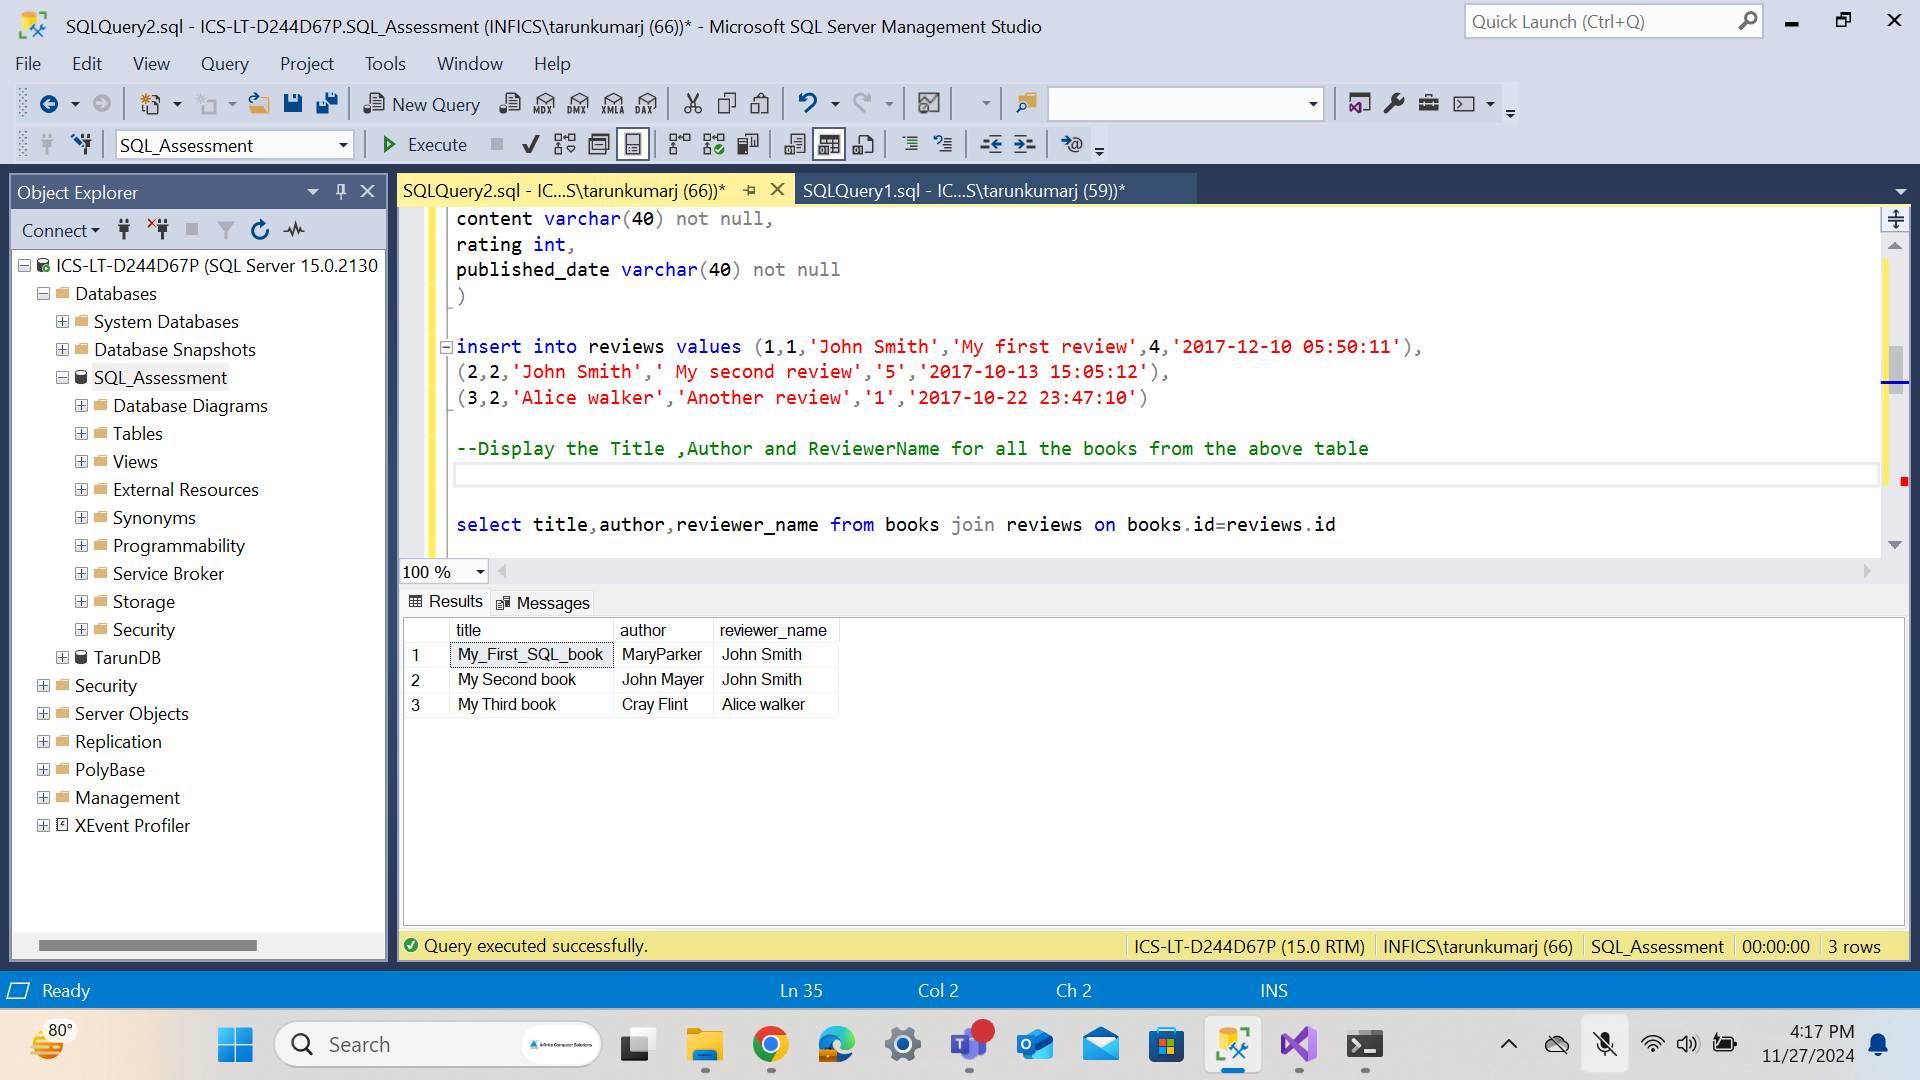 SQLQuery2.sql - ICS-LT-D244D67P.SQL_Assessment (INFICS\tarunkumarj (66))* - Microsoft SQL Server Management Studio
Quick Launch (Ctrl+Q)
File Edit View Query Project Tools Window Help
New Query
MDX DMX XMLA DAX
SQL_Assessment
Execute
Object Explorer
SQLQuery2.sql - IC...S\tarunkumarj (66))*
SQLQuery1.sql - IC...S\tarunkumarj (59))*
Connect
ICS-LT-D244D67P (SQL Server 15.0.2130
Databases
System Databases
Database Snapshots
SQL_Assessment
Database Diagrams
Tables
Views
External Resources
Synonyms
Programmability
Service Broker
Storage
Security
TarunDB
Security
Server Objects
Replication
PolyBase
Management
XEvent Profiler
content varchar(40) not null,
rating int,
published_date varchar(40) not null
)
insert into reviews values (1,1,'John Smith','My first review',4,'2017-12-10 05:50:11'),
(2,2,'John Smith',' My second review','5','2017-10-13 15:05:12'),
(3,2,'Alice walker','Another review','1','2017-10-22 23:47:10')
--Display the Title ,Author and ReviewerName for all the books from the above table
select title,author,reviewer_name from books join reviews on books.id=reviews.id
100 %
Results Messages
title author reviewer_name
1 My_First_SQL_book MaryParker John Smith
2 My Second book John Mayer John Smith
3 My Third book Cray Flint Alice walker
Query executed successfully.
ICS-LT-D244D67P (15.0 RTM) INFICS\tarunkumarj (66) SQL_Assessment 00:00:00 3 rows
Ready
Ln 35 Col 2 Ch 2 INS
80°
Search
Infinite Computer Solutions
4:17 PM
11/27/2024